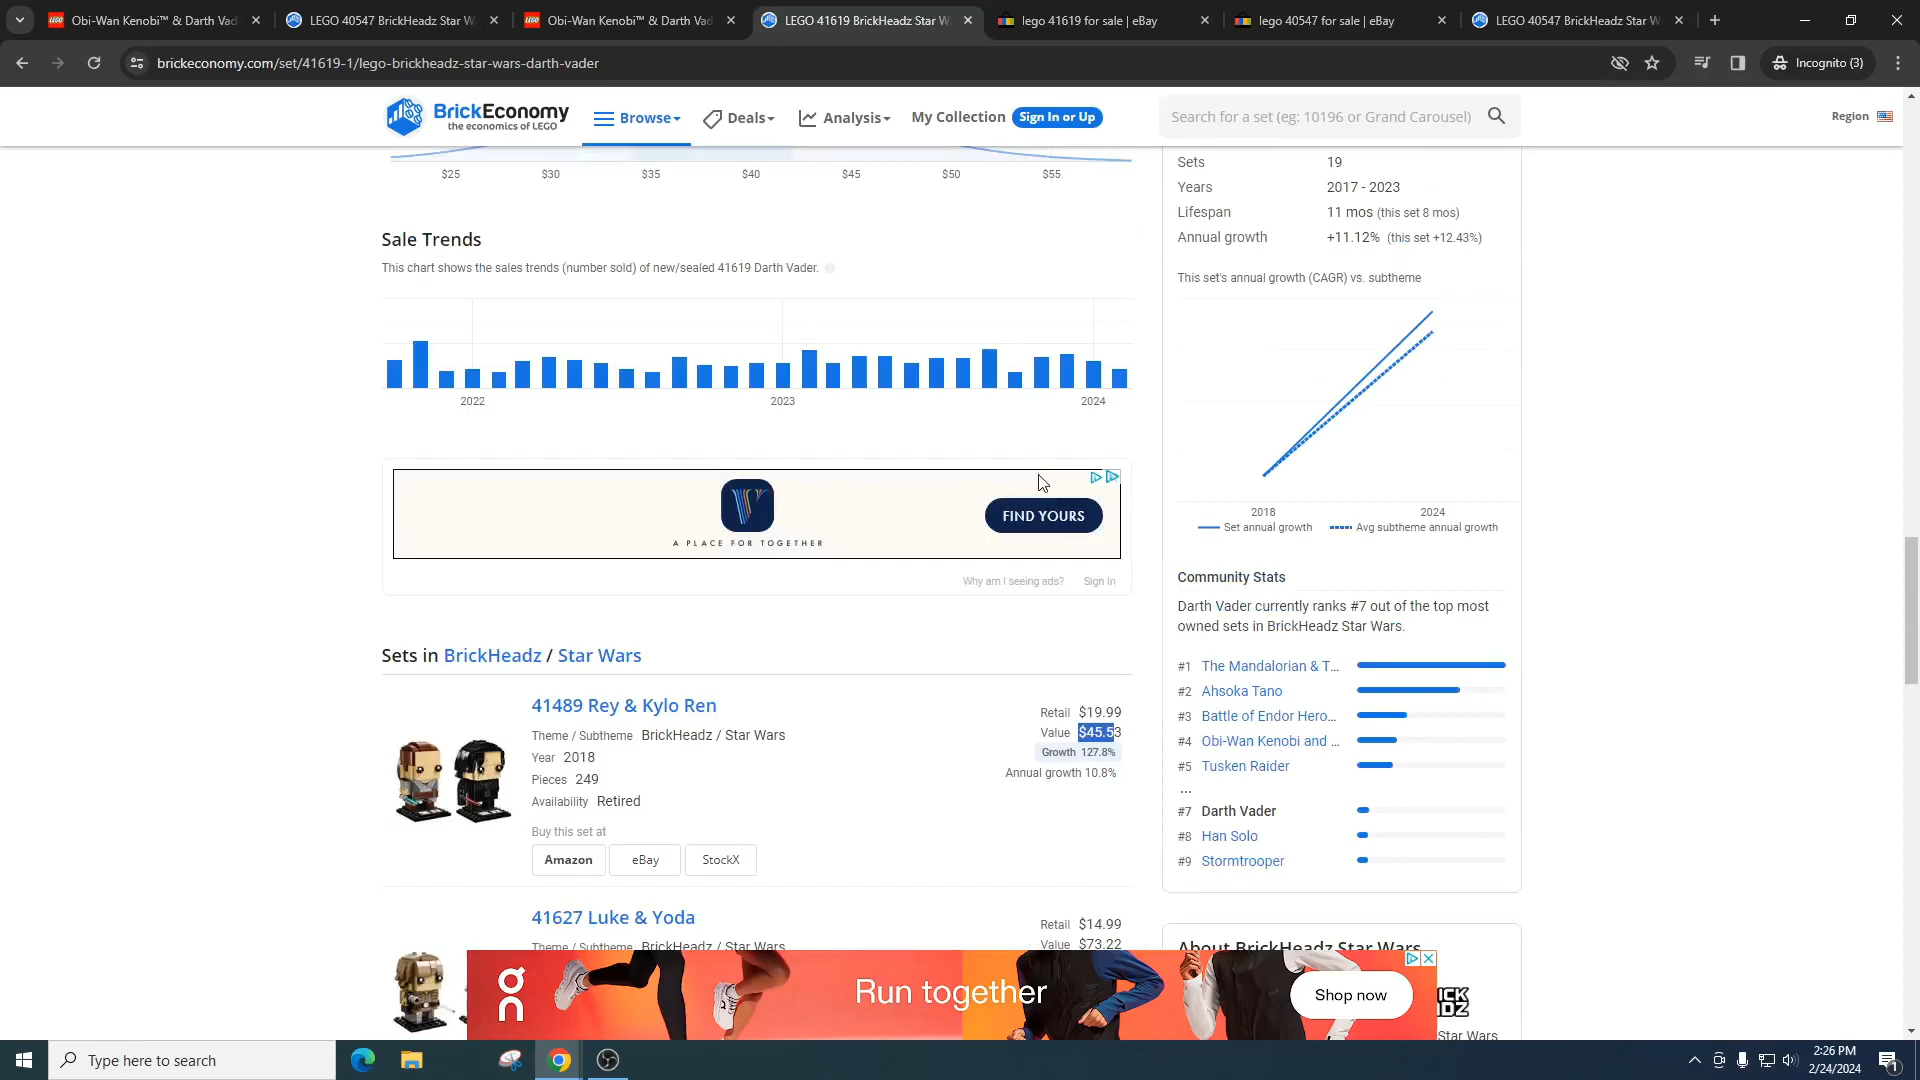 Obi-Wan Kenobi™ & Darth Vad
LEGO 40547 BrickHeadz Star W
Obi-Wan Kenobi™ & Darth Vad
LEGO 41619 BrickHeadz Star W
lego 41619 for sale | eBay
lego 40547 for sale | eBay
LEGO 40547 BrickHeadz Star W
brickeconomy.com/set/41619-1/lego-brickheadz-star-wars-darth-vader
Incognito (3)
BrickEconomy
the economics of LEGO
Browse
Deals
Analysis
My Collection
Sign In or Up
Search for a set (eg: 10196 or Grand Carousel)
Region
$25 $30 $35 $40 $45 $50 $55
Sale Trends
This chart shows the sales trends (number sold) of new/sealed 41619 Darth Vader.
2022 2023 2024
A PLACE FOR TOGETHER
FIND YOURS
Why am I seeing ads? Sign In
Sets in BrickHeadz / Star Wars
41489 Rey & Kylo Ren
Theme / Subtheme BrickHeadz / Star Wars
Year 2018
Pieces 249
Availability Retired
Buy this set at
Amazon eBay StockX
Retail $19.99
Value $45.53
Growth 127.8%
Annual growth 10.8%
41627 Luke & Yoda
Theme / Subtheme BrickHeadz / Star Wars
Retail $14.99
Value $73.22
Sets 19
Years 2017 - 2023
Lifespan 11 mos (this set 8 mos)
Annual growth +11.12% (this set +12.43%)
This set's annual growth (CAGR) vs. subtheme
2018 2024
Set annual growth Avg subtheme annual growth
Community Stats
Darth Vader currently ranks #7 out of the top most
owned sets in BrickHeadz Star Wars.
#1 The Mandalorian & T...
#2 Ahsoka Tano
#3 Battle of Endor Hero...
#4 Obi-Wan Kenobi and ...
#5 Tusken Raider
...
#7 Darth Vader
#8 Han Solo
#9 Stormtrooper
About BrickHeadz Star Wars
Star Wars
Run together
Shop now
Type here to search
2:26 PM
2/24/2024
1